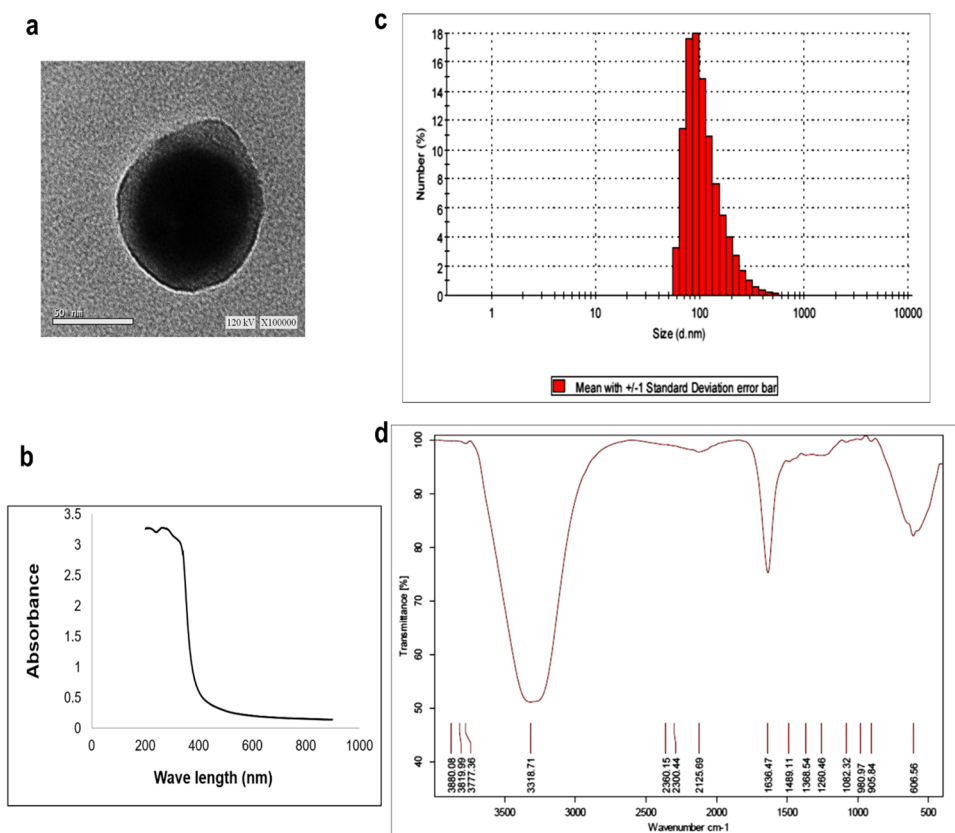 a
50 nm
120 kV X100000
b
Absorbance
3.5
3
2.5
2
1.5
1
0.5
0
0 200 400 600 800 1000
Wave length (nm)
c
Number (%)
18
16
14
12
10
8
6
4
2
0
1 10 100 1000 10000
Size (d.nm)
Mean with +/-1 Standard Deviation error bar
d
Transmittance [%]
100
90
80
70
60
50
40
3880.08
3819.99
3777.36
3318.71
2360.15
2300.44
2125.69
1636.47
1489.11
1368.54
1260.46
1082.32
980.97
905.84
606.56
3500 3000 2500 2000 1500 1000 500
Wavenumber cm-1